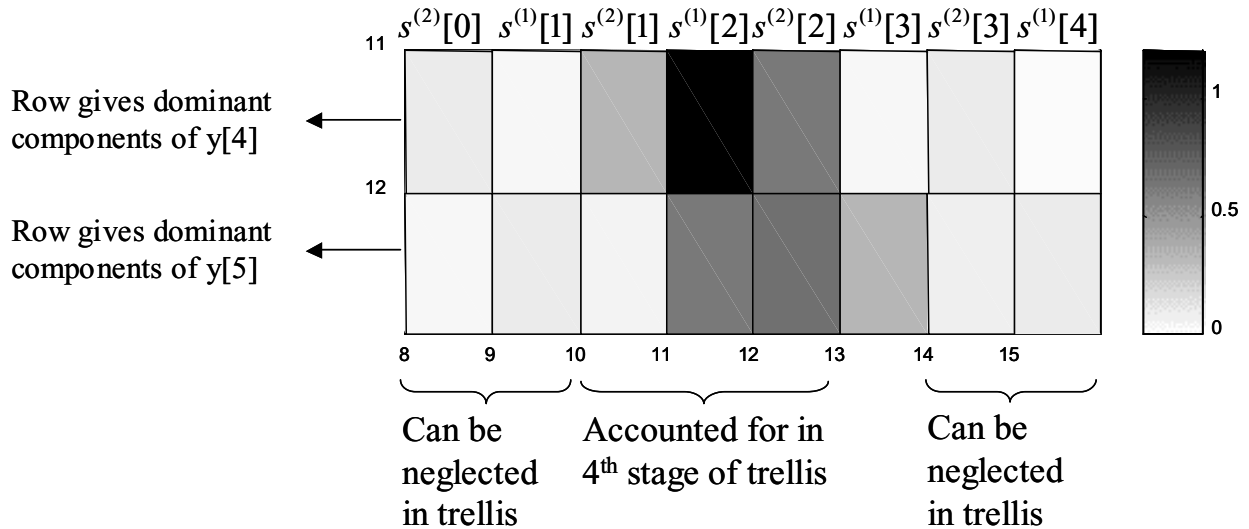 s^(2)[0] s^(1)[1] s^(2)[1] s^(1)[2] s^(2)[2] s^(1)[3] s^(2)[3] s^(1)[4]
11
Row gives dominant
components of y[4]
12
Row gives dominant
components of y[5]
1
0.5
0
8 9 10 11 12 13 14 15
Can be
neglected
in trellis
Accounted for in
4th stage of trellis
Can be
neglected
in trellis